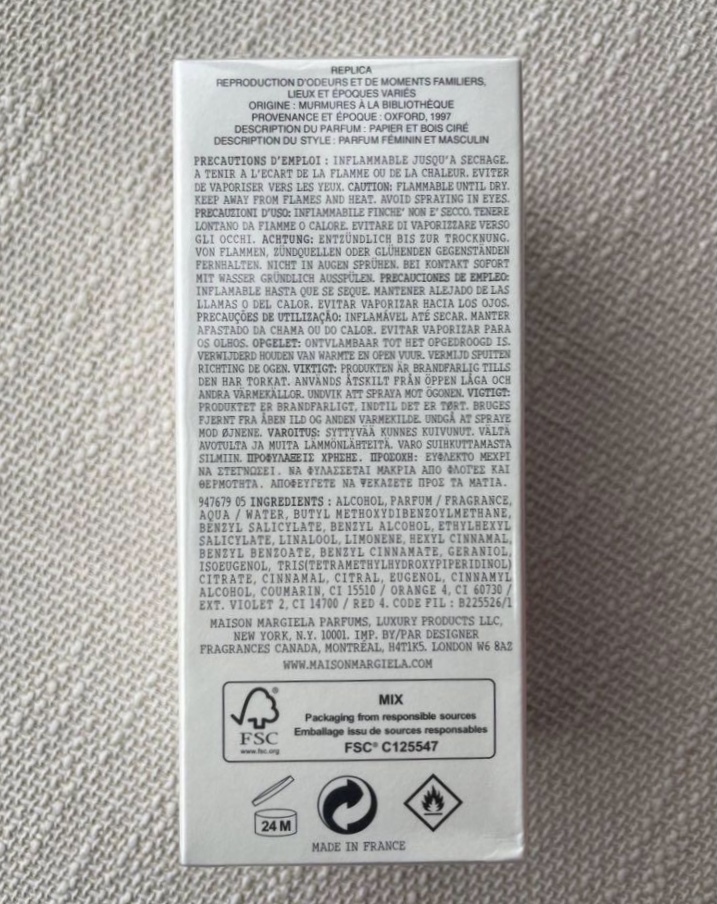 REPLICA
REPRODUCTION D'ODEURS ET DE MOMENTS FAMILIERS,
LIEUX ET ÉPOQUES VARIÉS
ORIGINE : MURMURES À LA BIBLIOTHÈQUE
PROVENANCE ET ÉPOQUE : OXFORD, 1997
DESCRIPTION DU PARFUM : PAPIER ET BOIS CIRÉ
DESCRIPTION DU STYLE : PARFUM FÉMININ ET MASCULIN
PRECAUTIONS D'EMPLOI : INFLAMMABLE JUSQU'A SECHAGE.
A TENIR A L'ECART DE LA FLAMME OU DE LA CHALEUR. EVITER
DE VAPORISER VERS LES YEUX. CAUTION: FLAMMABLE UNTIL DRY.
KEEP AWAY FROM FLAMES AND HEAT. AVOID SPRAYING IN EYES.
PRECAUZIONI D'USO: INFIAMMABILE FINCHE' NON E' SECCO. TENERE
LONTANO DA FIAMME O CALORE. EVITARE DI VAPORIZZARE VERSO
GLI OCCHI. ACHTUNG: ENTZÜNDLICH BIS ZUR TROCKNUNG.
VON FLAMMEN, ZÜNDQUELLEN ODER GLÜHENDEN GEGENSTÄNDEN
FERNHALTEN. NICHT IN AUGEN SPRÜHEN. BEI KONTAKT SOFORT
MIT WASSER GRÜNDLICH AUSSPÜLEN. PRECAUCIONES DE EMPLEO:
INFLAMABLE HASTA QUE SE SEQUE. MANTENER ALEJADO DE LAS
LLAMAS O DEL CALOR. EVITAR VAPORIZAR HACIA LOS OJOS.
PRECAUÇÕES DE UTILIZAÇÃO: INFLAMÁVEL ATÉ SECAR. MANTER
AFASTADO DA CHAMA OU DO CALOR. EVITAR VAPORIZAR PARA
OS OLHOS. OPGELET: ONTVLAMBAAR TOT HET OPGEDROOGD IS.
VERWIJDERD HOUDEN VAN WARMTE EN OPEN VUUR. VERMIJD SPUITEN
RICHTING DE OGEN. VIKTIGT: PRODUKTEN ÄR BRANDFARLIG TILLS
DEN HAR TORKAT. ANVÄNDS ÅTSKILT FRÅN ÖPPEN LÅGA OCH
ANDRA VÄRMEKÄLLOR. UNDVIK ATT SPRAYA MOT ÖGONEN. VIGTIGT:
PRODUKTET ER BRANDFARLIGT, INDTIL DET ER TØRT. BRUGES
FJERNT FRA ÅBEN ILD OG ANDEN VARMEKILDE. UNDGÅ AT SPRAYE
MOD ØJNENE. VAROITUS: SYTTYVÄÄ KUNNES KUIVUNUT. VÄLTÄ
AVOTULTA JA MUITA LÄMMÖNLÄHTEITÄ. VARO SUIHKUTTAMASTA
SILMIIN. ΠΡΟΦΥΛΑΞΕΙΣ ΧΡΗΣΗΣ. ΠΡΟΣΟΧΗ: ΕΥΦΛΕΚΤΟ ΜΕΧΡΙ
ΝΑ ΣΤΕΓΝΩΣΕΙ. ΝΑ ΦΥΛΑΣΣΕΤΑΙ ΜΑΚΡΙΑ ΑΠΟ ΦΛΟΓΕΣ ΚΑΙ
ΘΕΡΜΟΤΗΤΑ. ΑΠΟΦΕΥΓΕΤΕ ΝΑ ΨΕΚΑΖΕΤΕ ΠΡΟΣ ΤΑ ΜΑΤΙΑ.
947679 05 INGREDIENTS : ALCOHOL, PARFUM / FRAGRANCE,
AQUA / WATER, BUTYL METHOXYDIBENZOYLMETHANE,
BENZYL SALICYLATE, BENZYL ALCOHOL, ETHYLHEXYL
SALICYLATE, LINALOOL, LIMONENE, HEXYL CINNAMAL,
BENZYL BENZOATE, BENZYL CINNAMATE, GERANIOL,
ISOEUGENOL, TRIS(TETRAMETHYLHYDROXYPIPERIDINOL)
CITRATE, CINNAMAL, CITRAL, EUGENOL, CINNAMYL
ALCOHOL, COUMARIN, CI 15510 / ORANGE 4, CI 60730 /
EXT. VIOLET 2, CI 14700 / RED 4. CODE FIL : B225526/1
MAISON MARGIELA PARFUMS, LUXURY PRODUCTS LLC,
NEW YORK, N.Y. 10001. IMP. BY/PAR DESIGNER
FRAGRANCES CANADA, MONTRÉAL, H4T1K5. LONDON W6 8AZ
WWW.MAISONMARGIELA.COM
MIX
Packaging from responsible sources
Emballage issu de sources responsables
FSC® C125547
FSC
www.fsc.org
24 M
MADE IN FRANCE